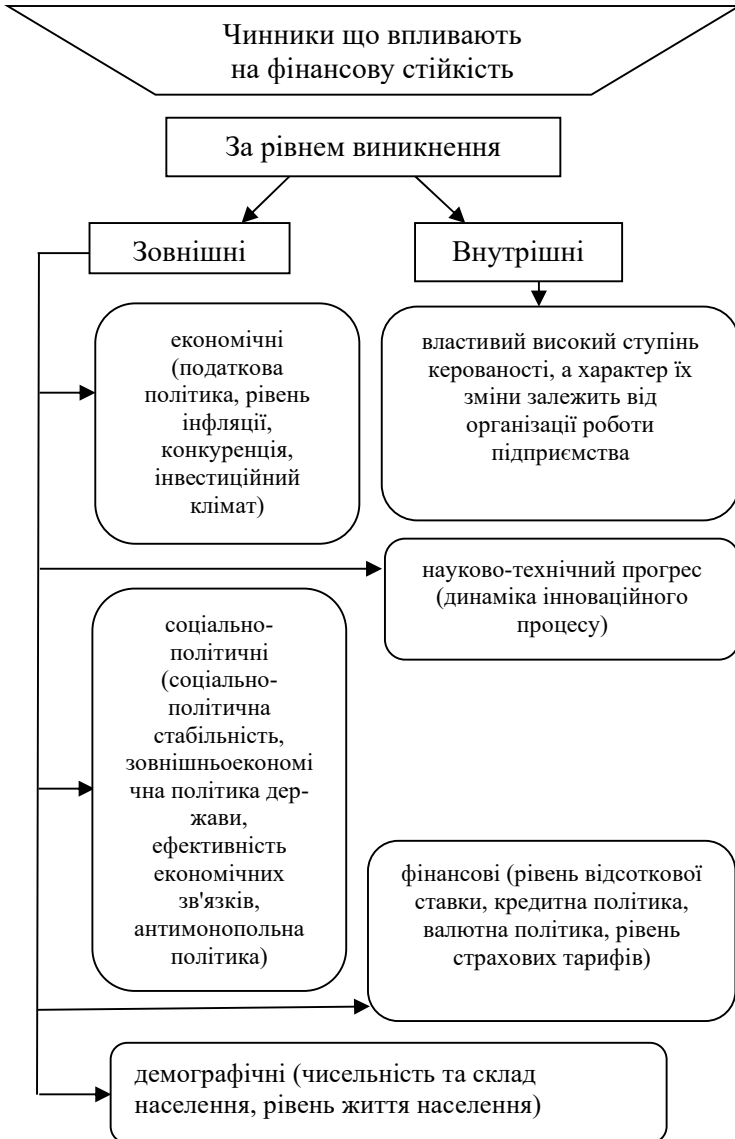 Чинники що впливають
на фінансову стійкість
За рівнем виникнення
Зовнішні
Внутрішні
економічні
(податкова
політика, рівень
інфляції,
конкуренція,
інвестиційний
клімат)
властивий високий ступінь
керованості, а характер їх
зміни залежить від
організації роботи
підприємства
науково-технічний прогрес
(динаміка інноваційного
процесу)
соціально-
політичні
(соціально-
політична
стабільність,
зовнішньоекономі
чна політика дер-
жави,
ефективність
економічних
зв'язків,
антимонопольна
політика)
фінансові (рівень відсоткової
ставки, кредитна політика,
валютна політика, рівень
страхових тарифів)
демографічні (чисельність та склад
населення, рівень життя населення)